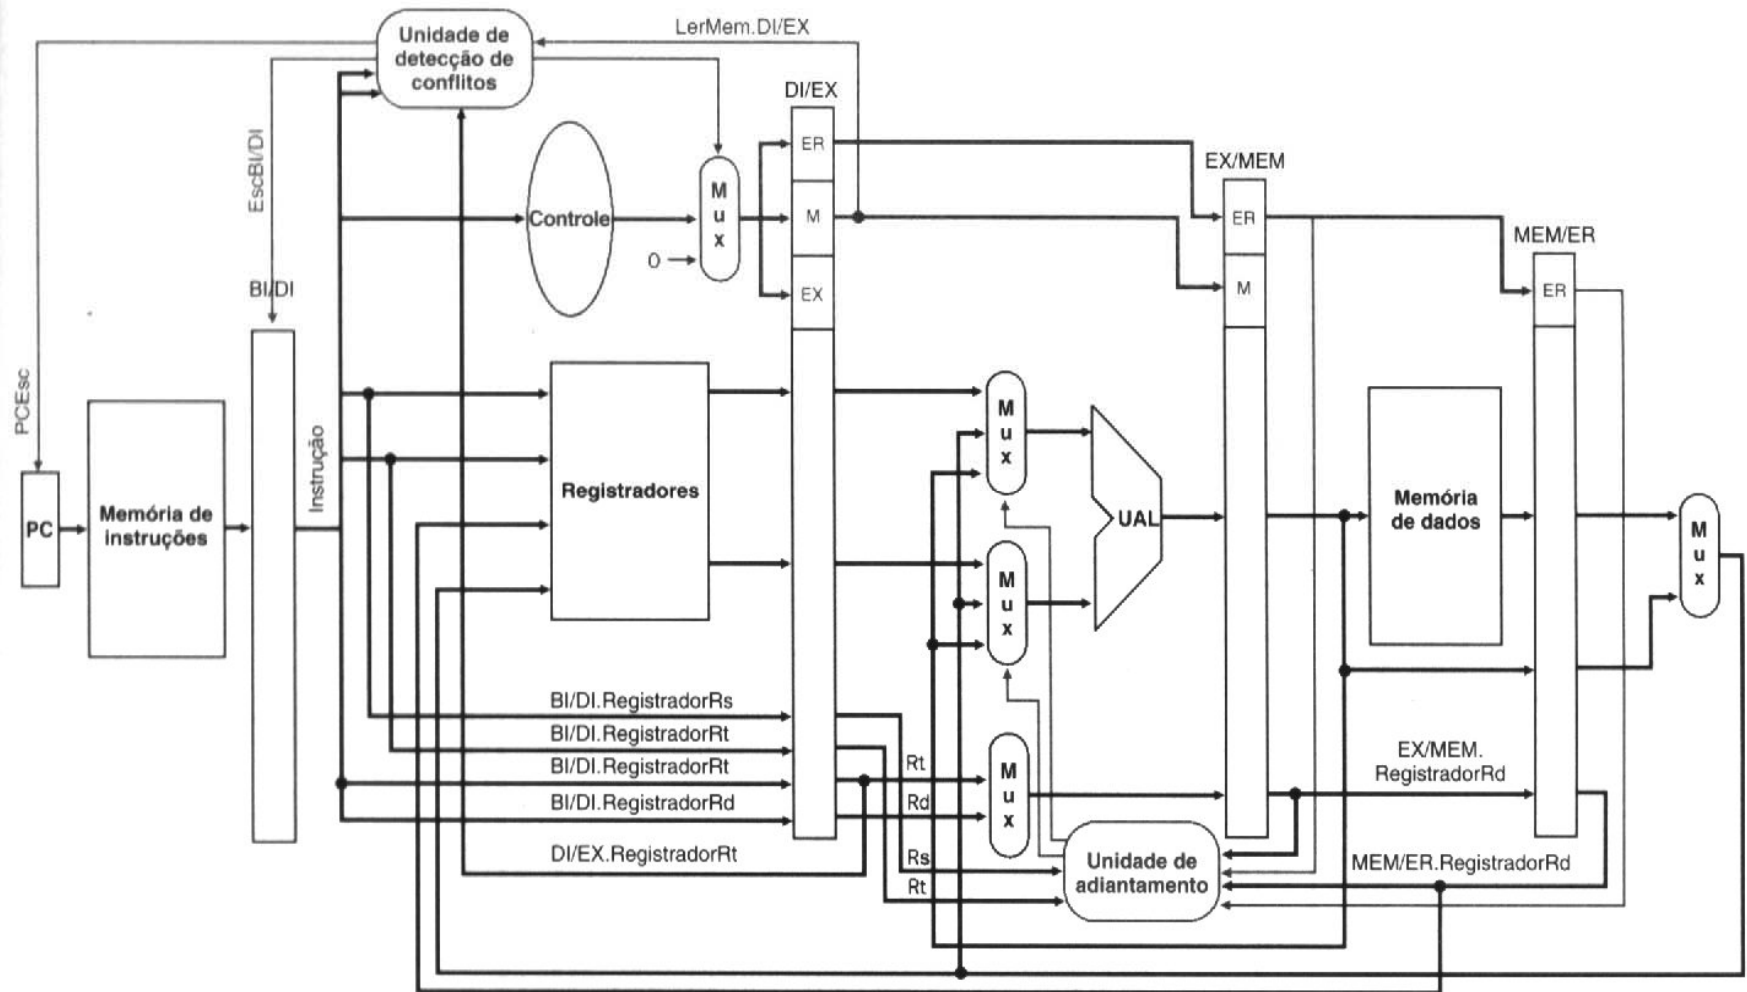 Unidade de
detecção de
conflitos
LerMem.DI/EX
DI/EX
ER
M
EX
EscBI/DI
Controle
M
u
x
0
EX/MEM
ER
M
MEM/ER
ER
BI/DI
PCEsc
Instrução
PC
Memória de
instruções
Registradores
M
u
x
M
u
x
UAL
Memória
de dados
M
u
x
BI/DI.RegistradorRs
BI/DI.RegistradorRt
BI/DI.RegistradorRt
BI/DI.RegistradorRd
DI/EX.RegistradorRt
Rt
Rd
Rs
Rt
M
u
x
EX/MEM.
RegistradorRd
Unidade de
adiantamento
MEM/ER.RegistradorRd